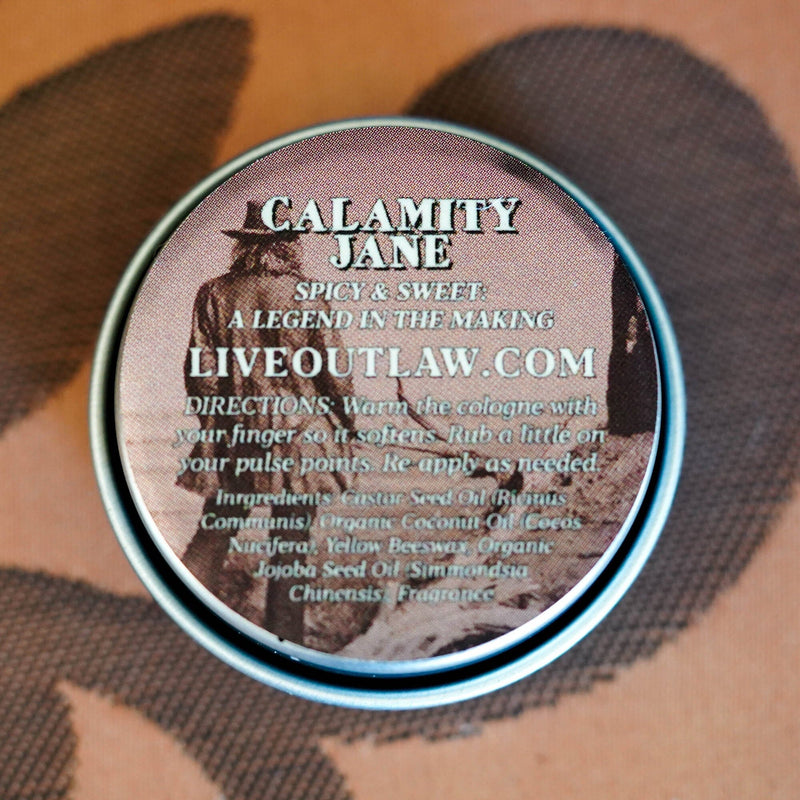 CALAMITY
JANE
SPICY & SWEET:
A LEGEND IN THE MAKING
LIVEOUTLAW.COM
DIRECTIONS: Warm the cologne with
your finger so it softens. Rub a little on
your pulse points. Re-apply as needed.
Inrgredients: Castor Seed Oil (Ricinus
Communis), Organic Coconut Oil (Cocos
Nucifera), Yellow Beeswax, Organic
Jojoba Seed Oil (Simmondsia
Chinensis), Fragrance